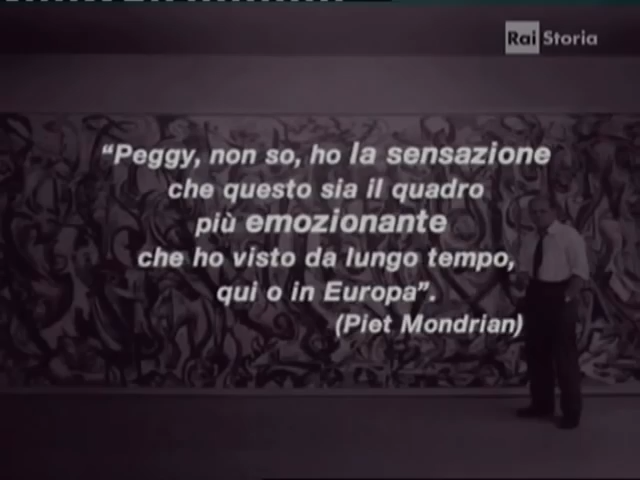 Rai Storia
“Peggy, non so, ho la sensazione
che questo sia il quadro
più emozionante
che ho visto da lungo tempo,
qui o in Europa”.
(Piet Mondrian)